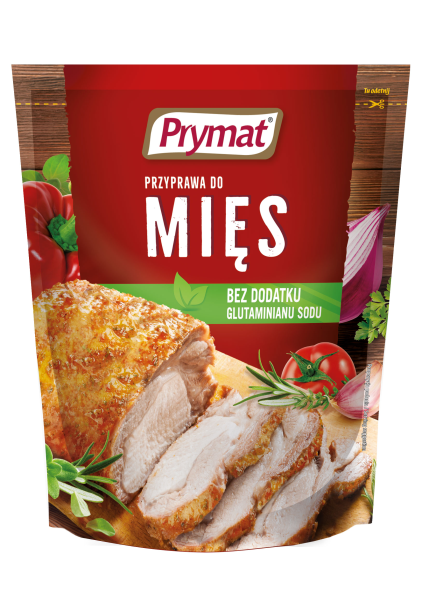 Tu odetnij
Prymat®
PRZYPRAWA DO
MIĘS
BEZ DODATKU
GLUTAMINIANU SODU